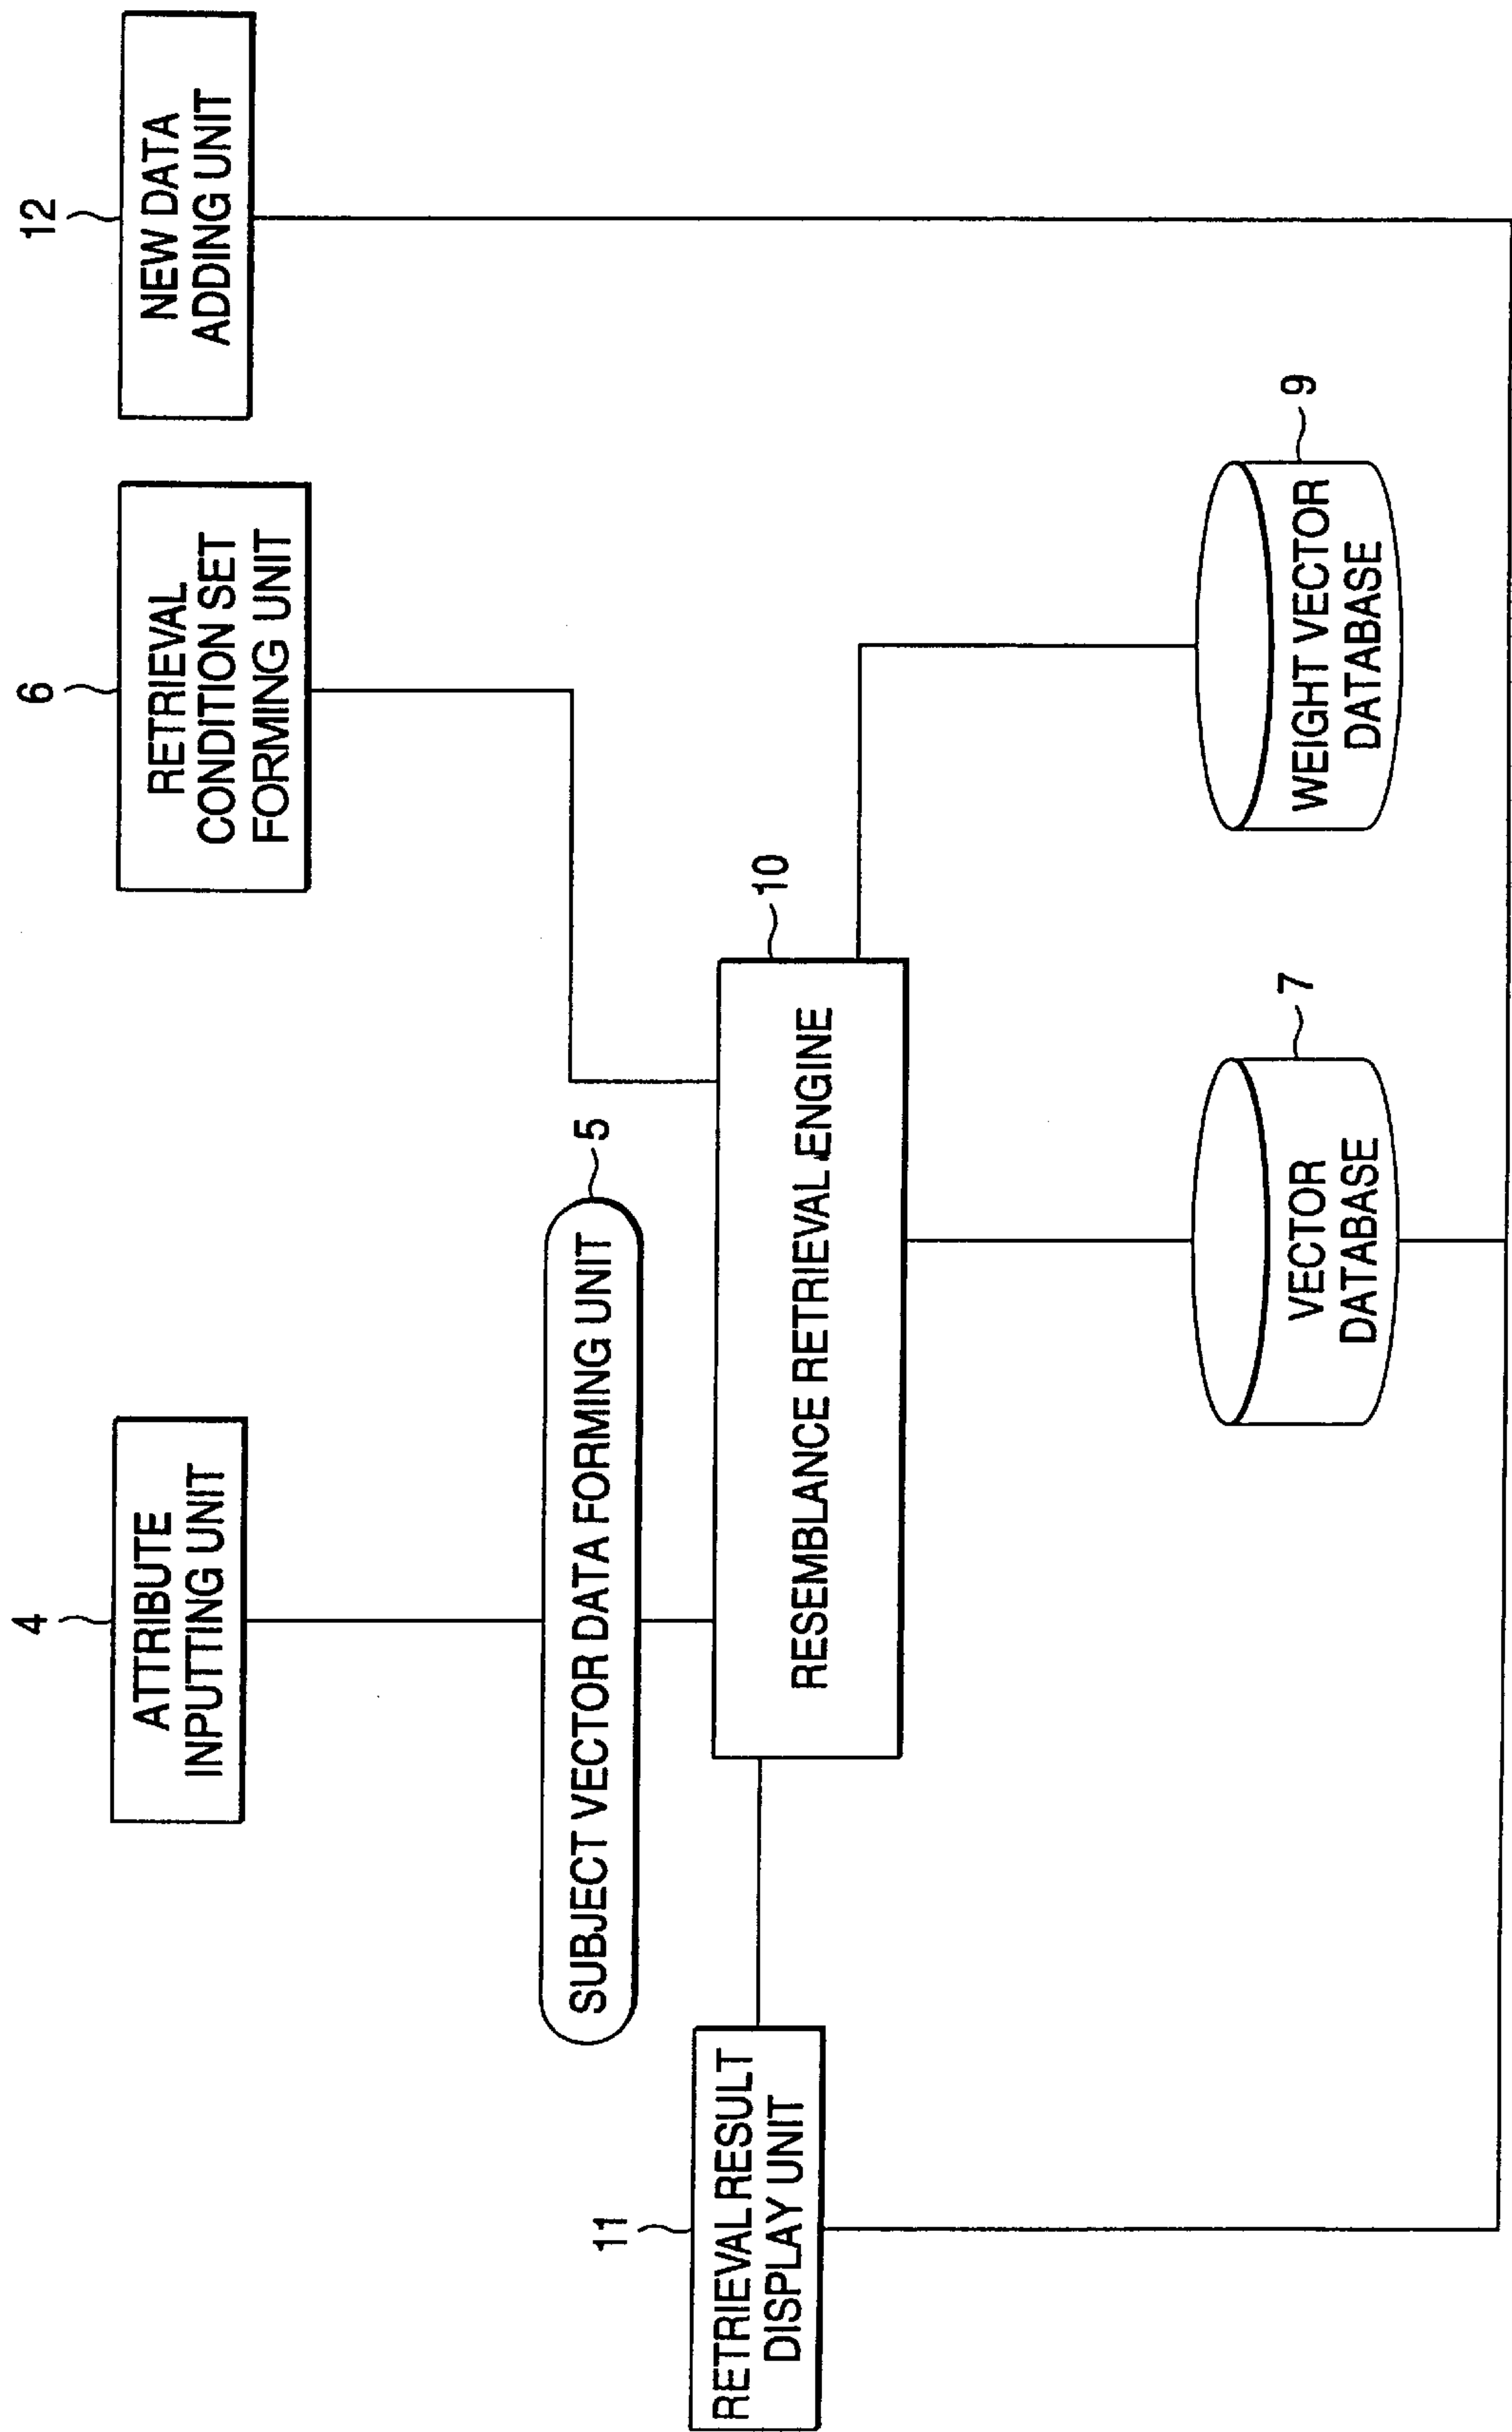 4
ATTRIBUTE
INPUTTING UNIT
6
RETRIEVAL
CONDITION SET
FORMING UNIT
12
NEW DATA
ADDING UNIT
5
SUBJECT VECTOR DATA FORMING UNIT
11
RETRIEVAL RESULT
DISPLAY UNIT
10
RESEMBLANCE RETRIEVAL ENGINE
7
VECTOR
DATABASE
9
WEIGHT VECTOR
DATABASE